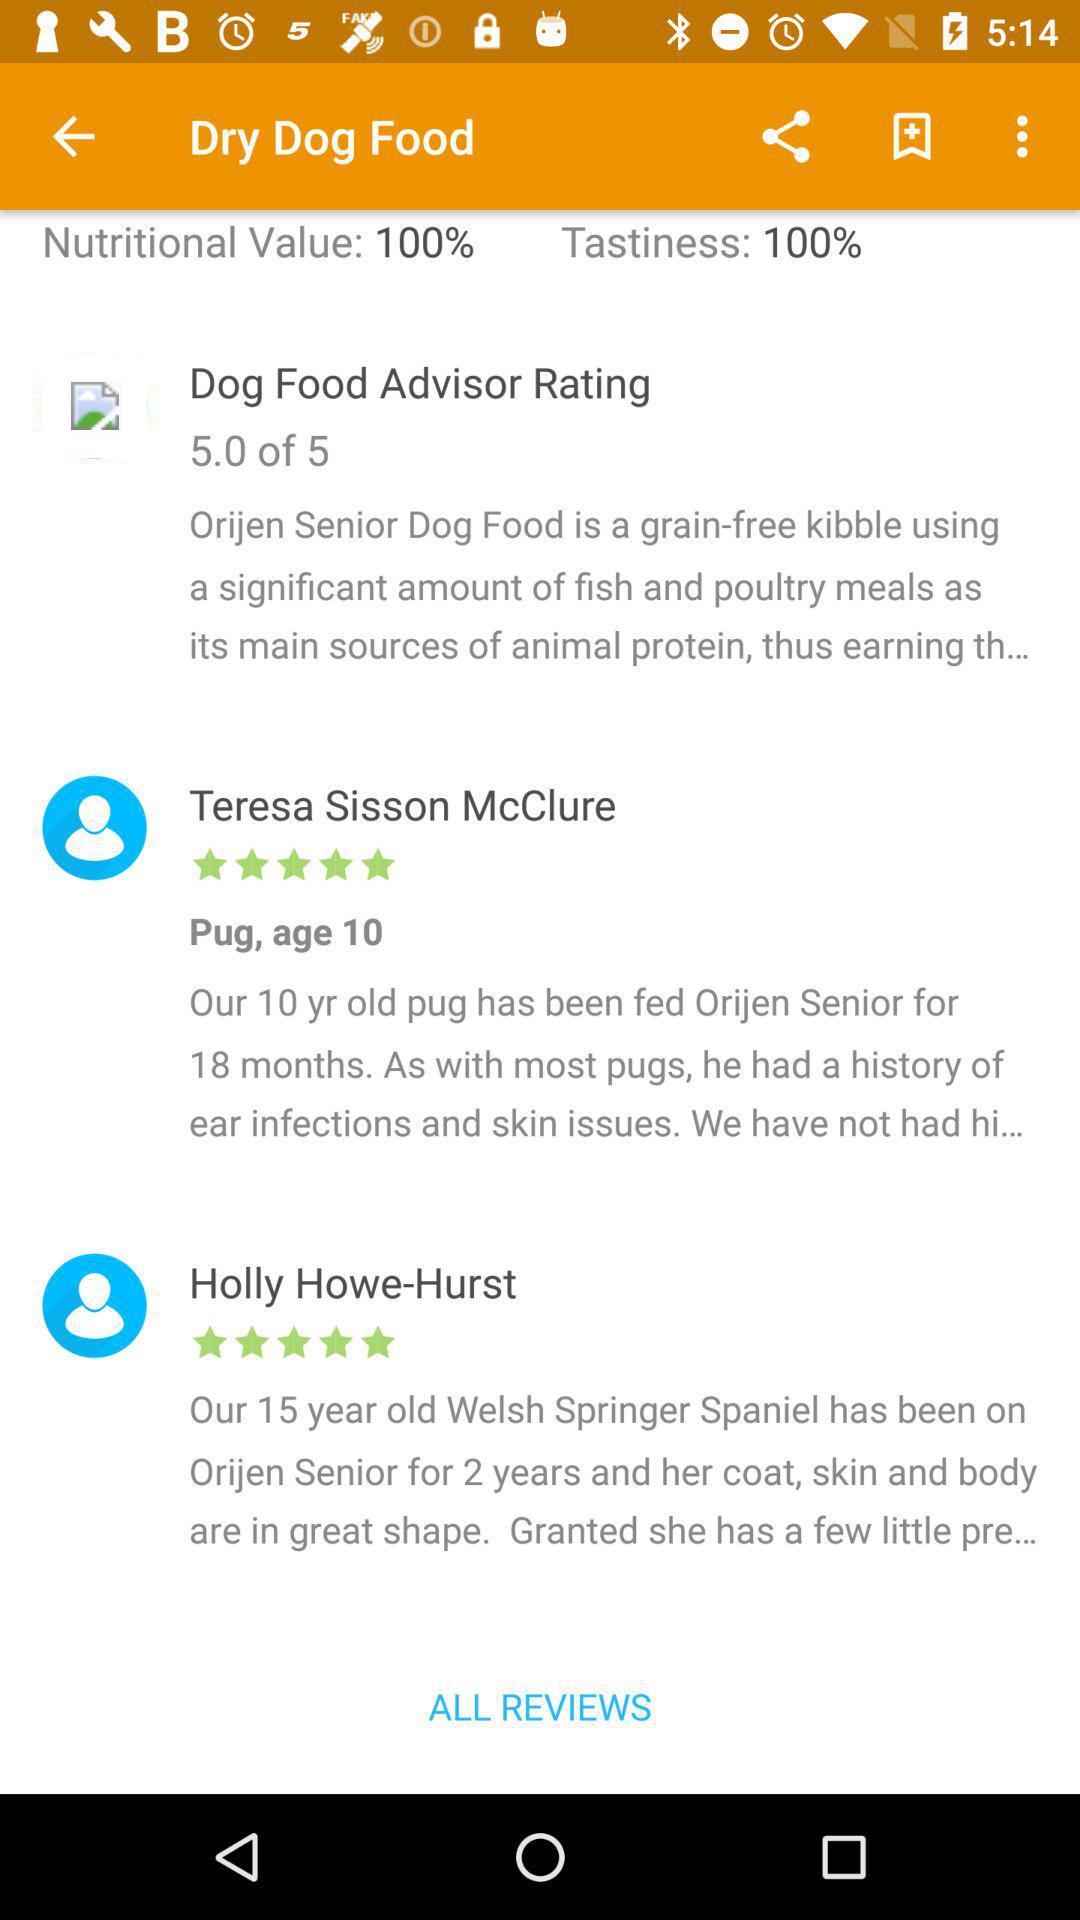 FAKE
5:14
Dry Dog Food
Nutritional Value: 100% Tastiness: 100%
Dog Food Advisor Rating
5.0 of 5
Orijen Senior Dog Food is a grain-free kibble using
a significant amount of fish and poultry meals as
its main sources of animal protein, thus earning th…
Teresa Sisson McClure
Pug, age 10
Our 10 yr old pug has been fed Orijen Senior for
18 months. As with most pugs, he had a history of
ear infections and skin issues. We have not had hi…
Holly Howe-Hurst
Our 15 year old Welsh Springer Spaniel has been on
Orijen Senior for 2 years and her coat, skin and body
are in great shape.  Granted she has a few little pre…
ALL REVIEWS